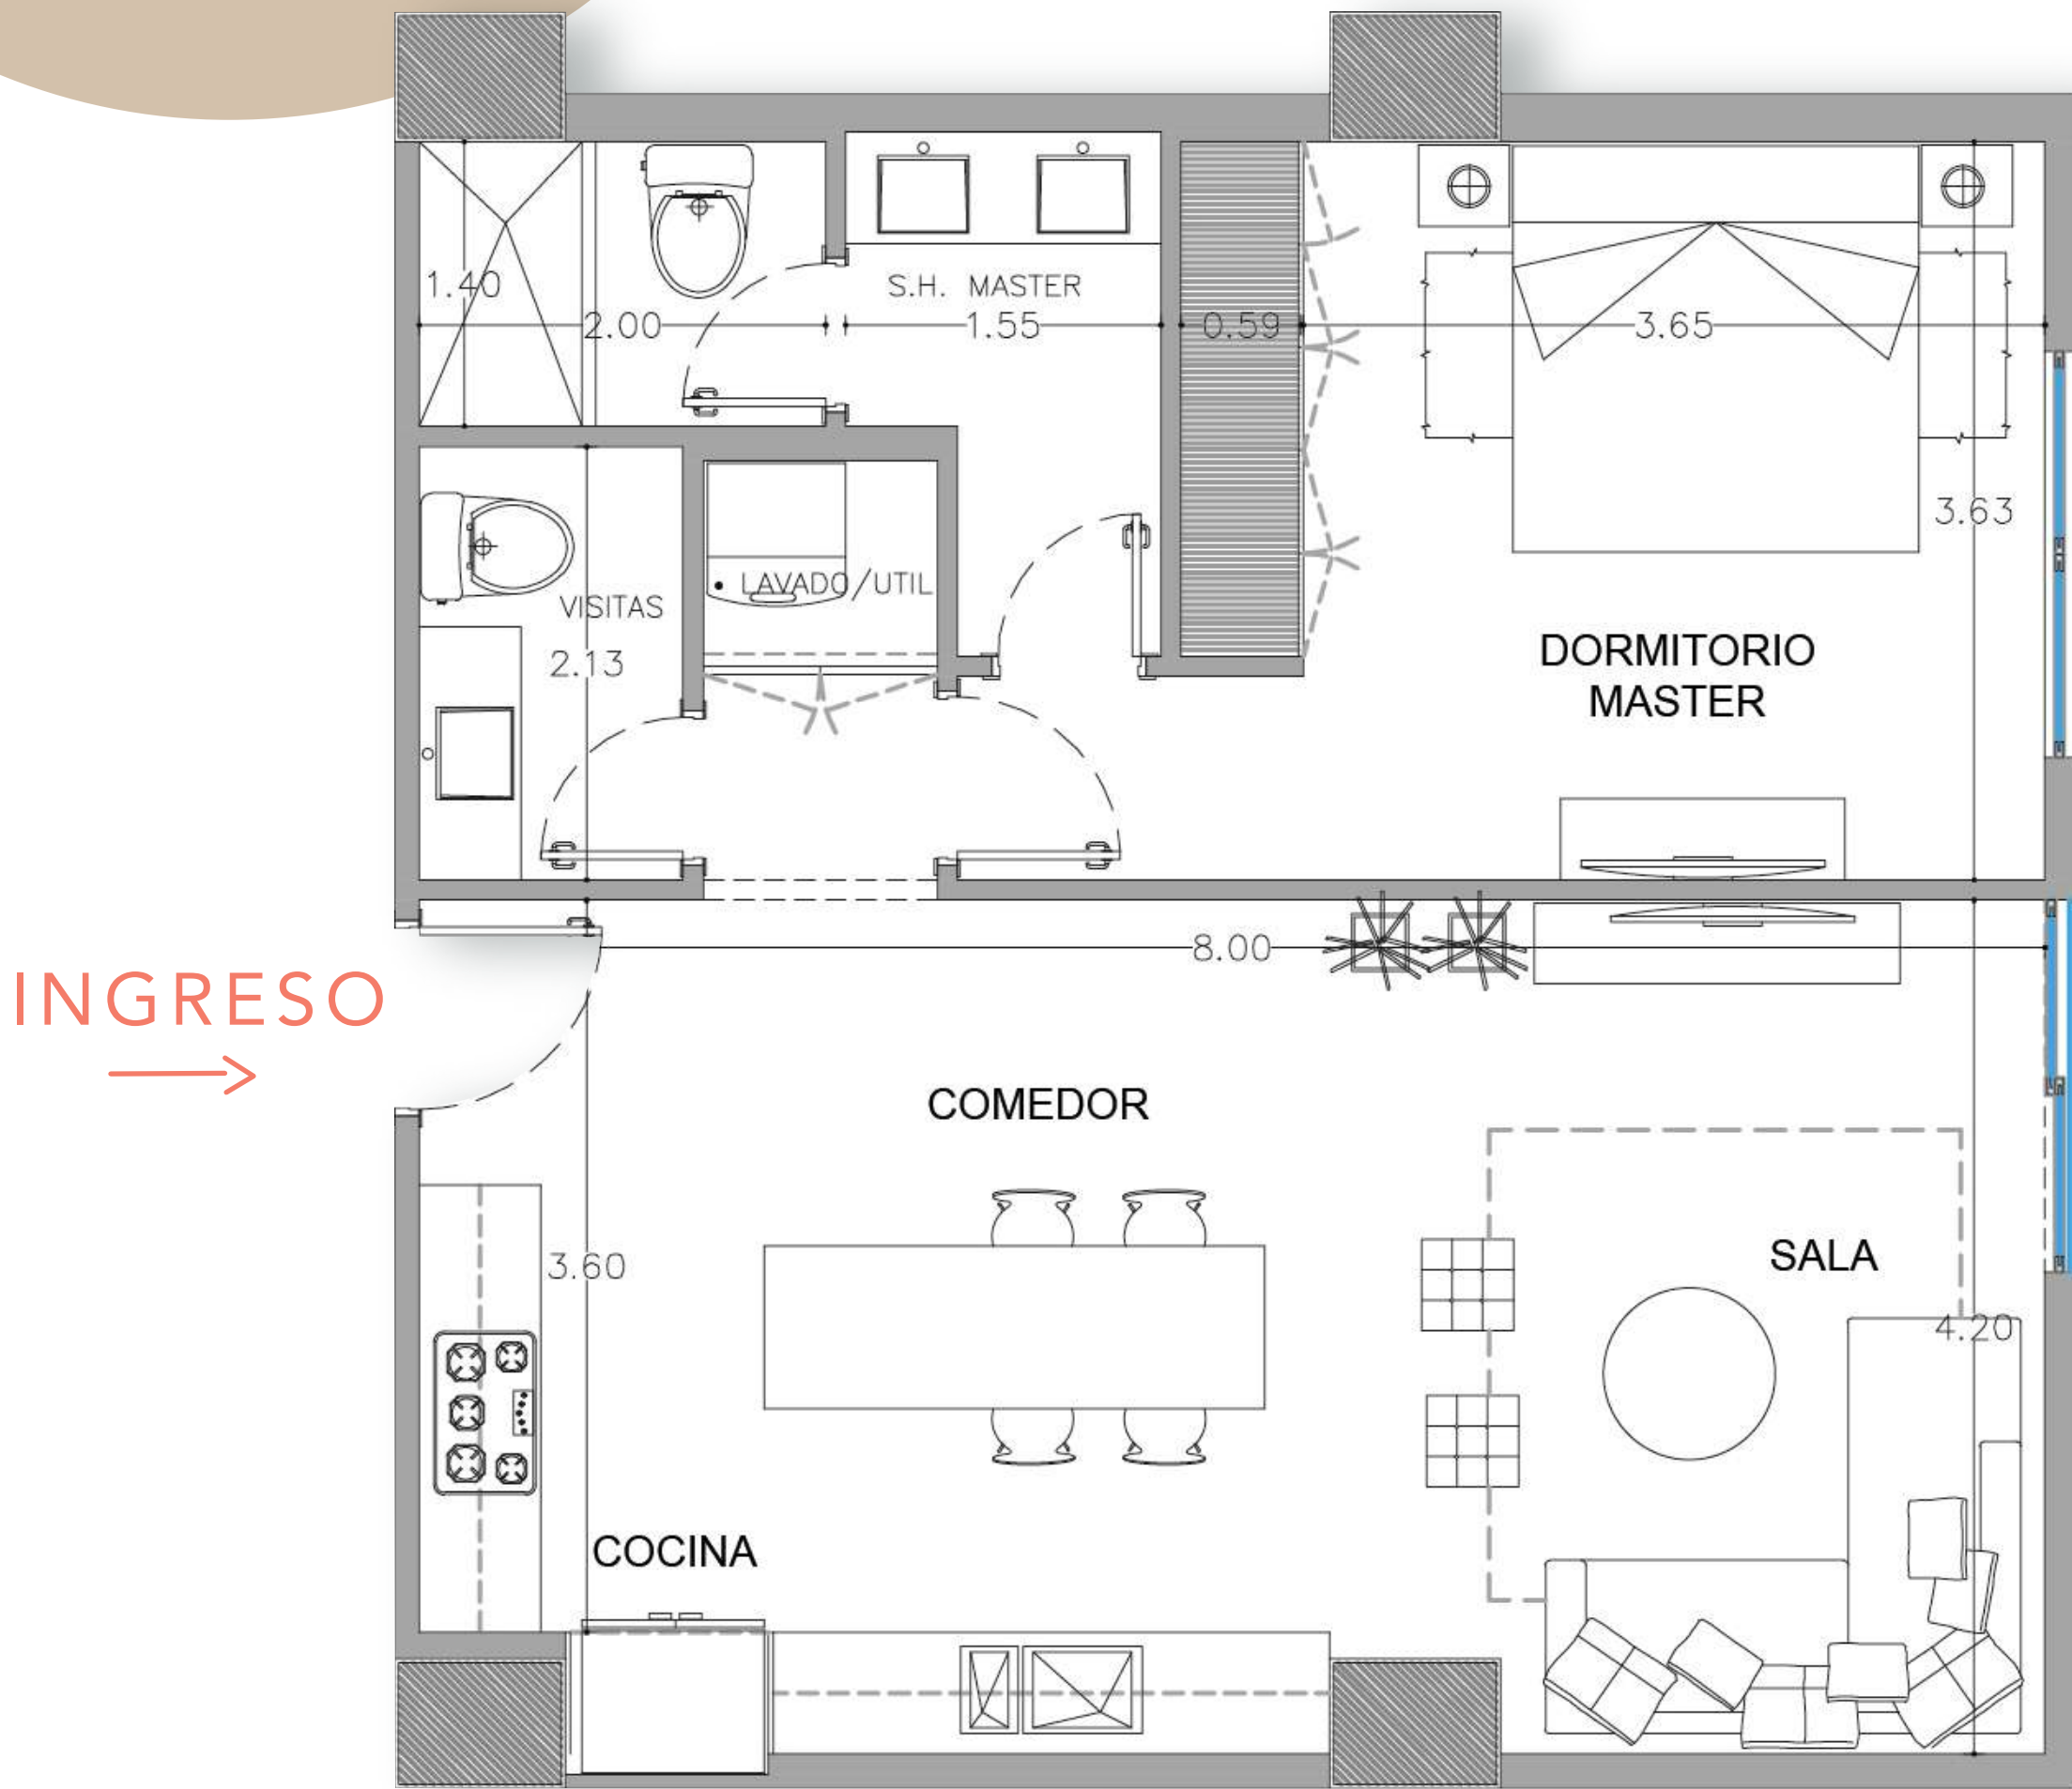 1.40
2.00
S.H. MASTER
1.55
0.59
3.65
3.63
LAVADO/UTIL
VISITAS
2.13
DORMITORIO
MASTER
8.00
INGRESO
COMEDOR
3.60
SALA
4.20
COCINA